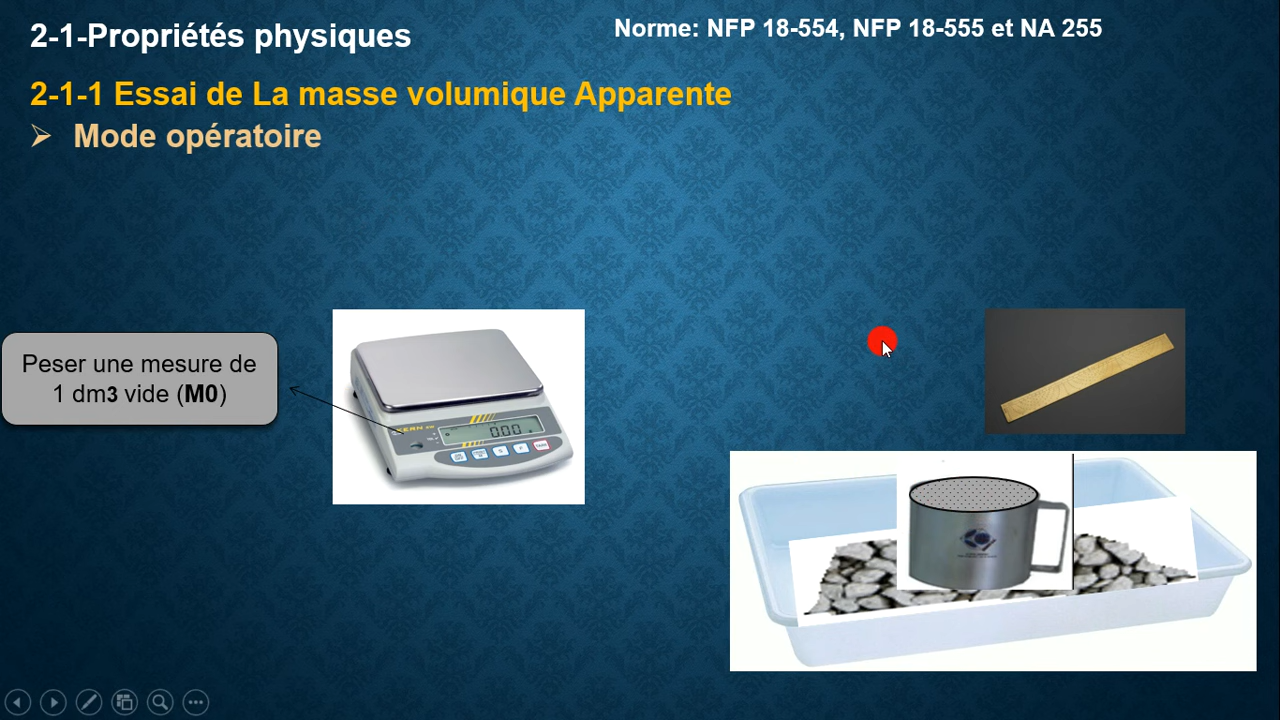 2-1-Propriétés physiques
Norme: NFP 18-554, NFP 18-555 et NA 255
2-1-1 Essai de La masse volumique Apparente
Mode opératoire
Peser une mesure de
1 dm3 vide (M0)
KERN
0.00